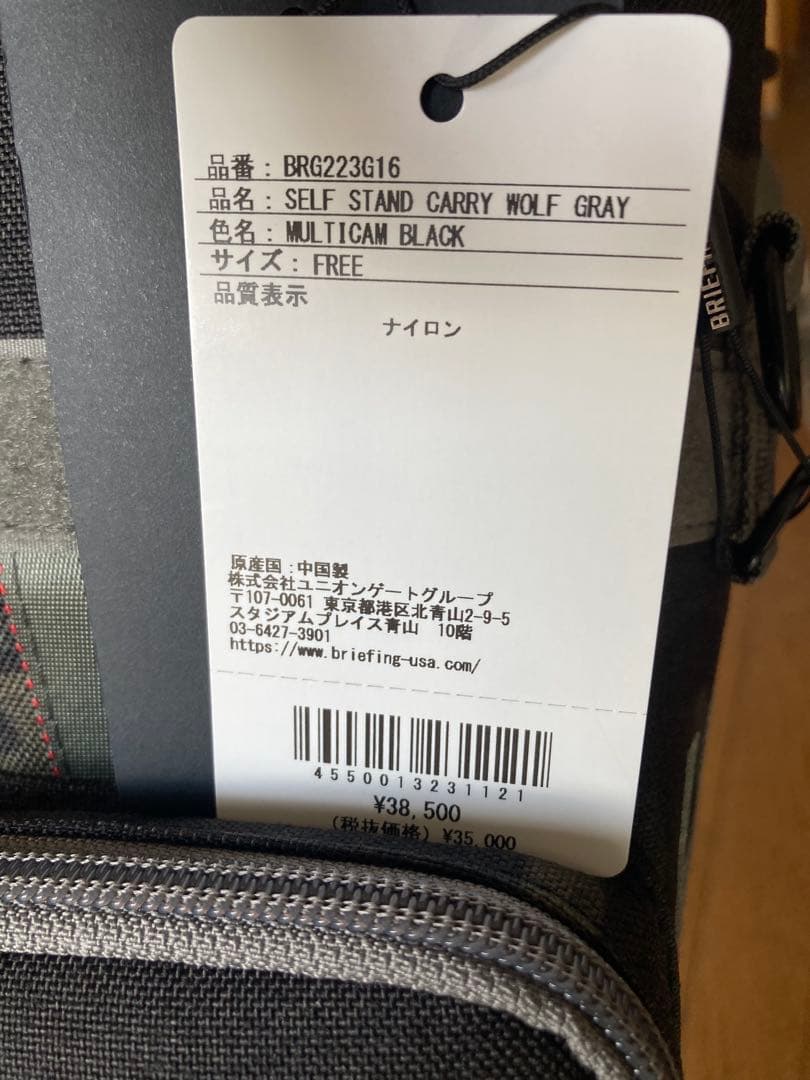 品番：BRG223G16
品名：SELF STAND CARRY WOLF GRAY
色名：MULTICAM BLACK
サイズ：FREE
品質表示
ナイロン
原産国：中国製
株式会社ユニオンゲートグループ
〒107-0061 東京都港区北青山2-9-5
スタジアムプレイス青山 10階
03-6427-3901
https://www.briefing-usa.com/
4550013231121
¥38,500
(税抜価格) ¥35,000